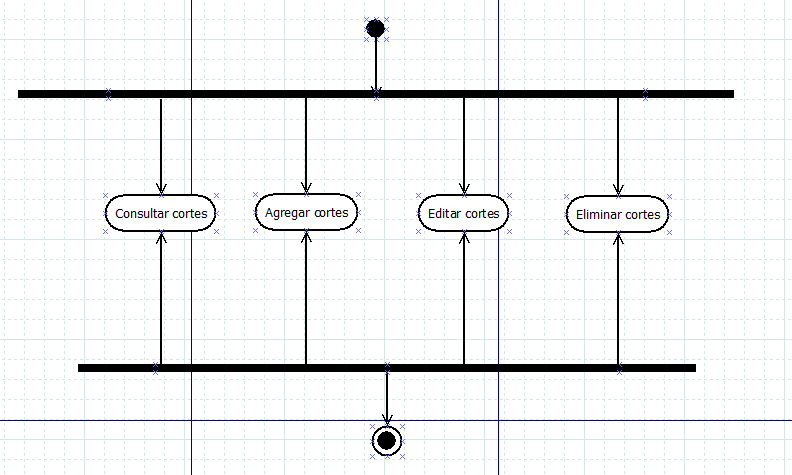 Consultar cortes
Agregar cortes
Editar cortes
Eliminar cortes